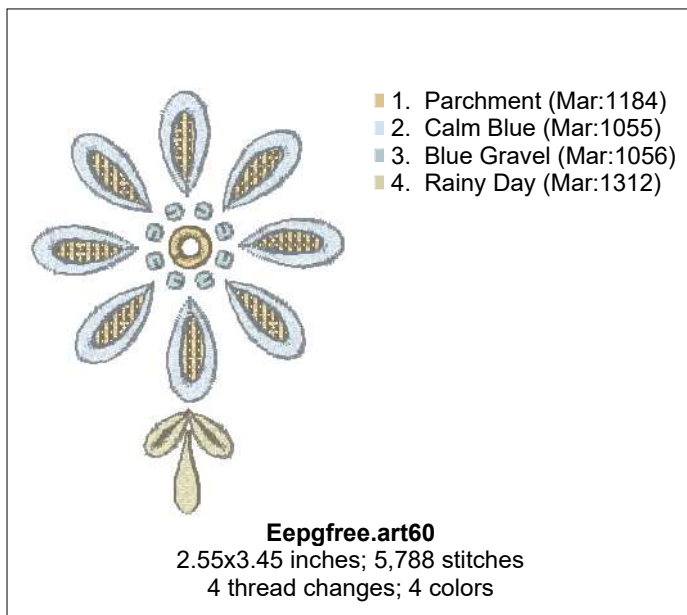 1. Parchment (Mar:1184)
2. Calm Blue (Mar:1055)
3. Blue Gravel (Mar:1056)
4. Rainy Day (Mar:1312)
Eepgfree.art60
2.55x3.45 inches; 5,788 stitches
4 thread changes; 4 colors